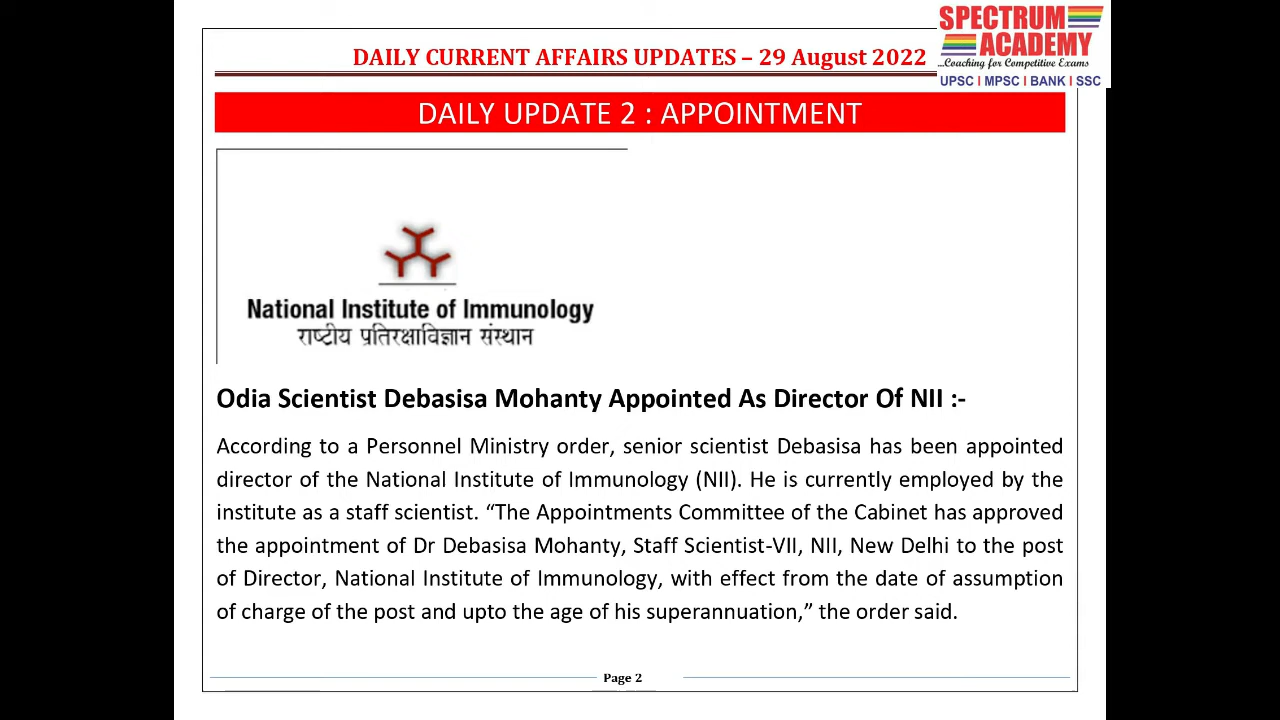 SPECTRUM
ACADEMY
...Coaching for Competitive Exams
UPSC I MPSC I BANK I SSC
DAILY CURRENT AFFAIRS UPDATES – 29 August 2022
DAILY UPDATE 2 : APPOINTMENT
National Institute of Immunology
राष्ट्रीय प्रतिरक्षाविज्ञान संस्थान
Odia Scientist Debasisa Mohanty Appointed As Director Of NII :-
According to a Personnel Ministry order, senior scientist Debasisa has been appointed
director of the National Institute of Immunology (NII). He is currently employed by the
institute as a staff scientist. “The Appointments Committee of the Cabinet has approved
the appointment of Dr Debasisa Mohanty, Staff Scientist-VII, NII, New Delhi to the post
of Director, National Institute of Immunology, with effect from the date of assumption
of charge of the post and upto the age of his superannuation,” the order said.
Page 2